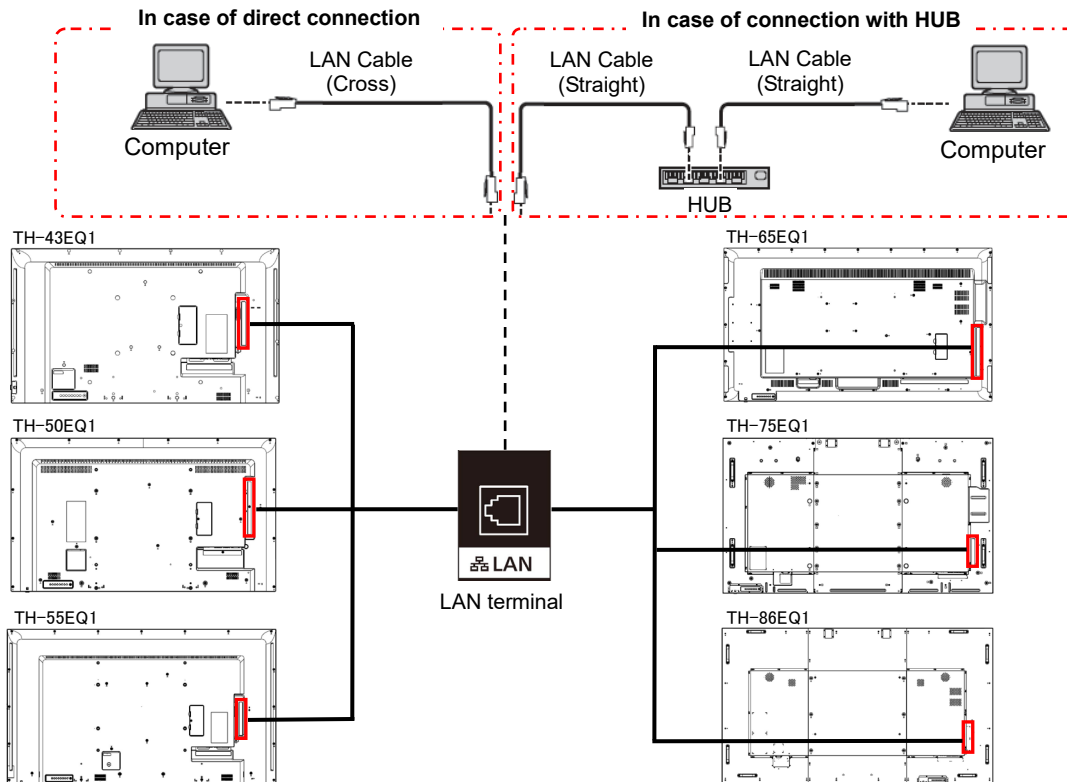 In case of direct connection
In case of connection with HUB
LAN Cable
(Cross)
LAN Cable
(Straight)
LAN Cable
(Straight)
Computer
Computer
HUB
TH-43EQ1
TH-65EQ1
TH-50EQ1
TH-75EQ1
LAN
LAN terminal
TH-55EQ1
TH-86EQ1